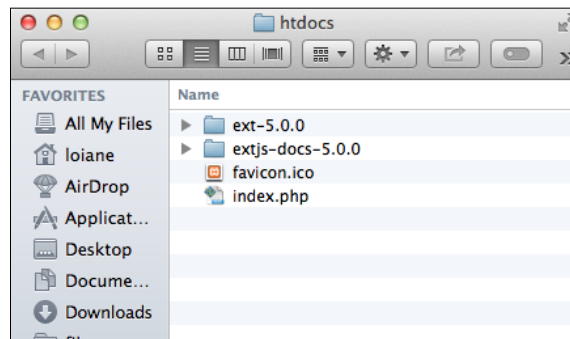 htdocs
FAVORITES
All My Files
loiane
AirDrop
Applicat...
Desktop
Docume...
Downloads
Name
ext-5.0.0
extjs-docs-5.0.0
favicon.ico
index.php